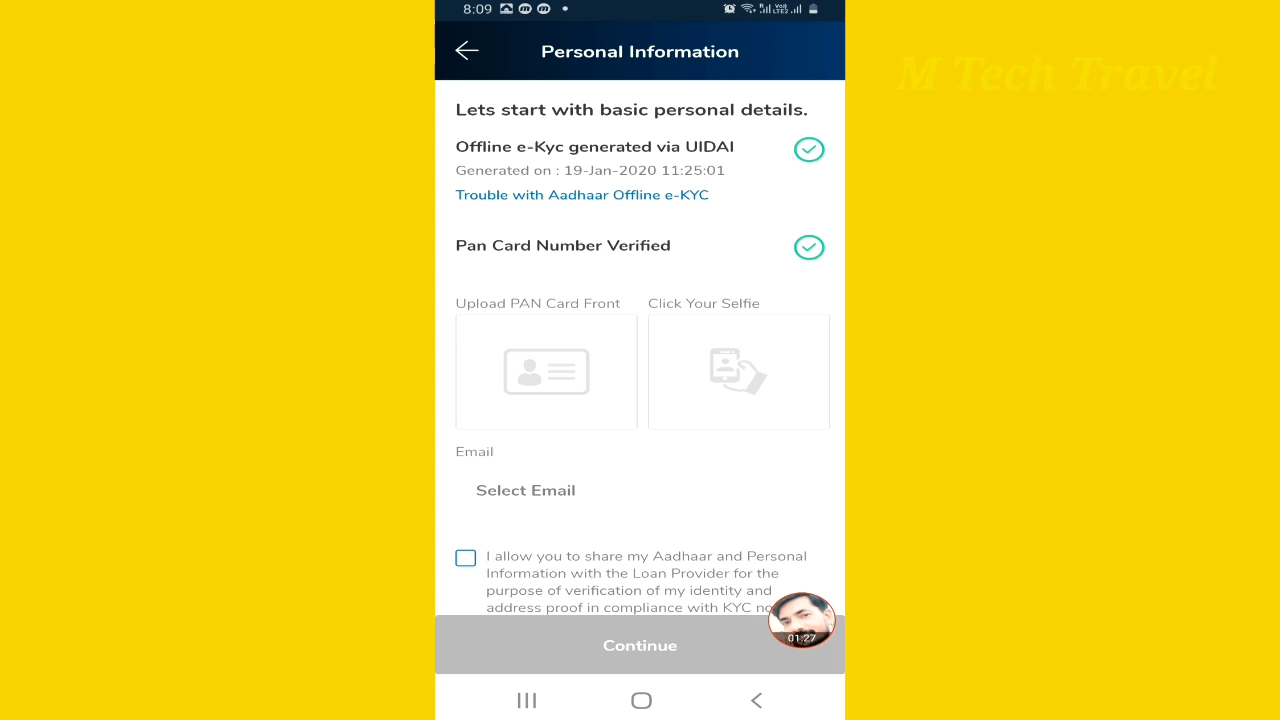 8:09
M Tech Travel
Personal Information
Lets start with basic personal details.
Offline e-Kyc generated via UIDAI
Generated on : 19-Jan-2020 11:25:01
Trouble with Aadhaar Offline e-KYC
Pan Card Number Verified
Upload PAN Card Front
Click Your Selfie
Email
Select Email
I allow you to share my Aadhaar and Personal
Information with the Loan Provider for the
purpose of verification of my identity and
address proof in compliance with KYC no
01:27
Continue